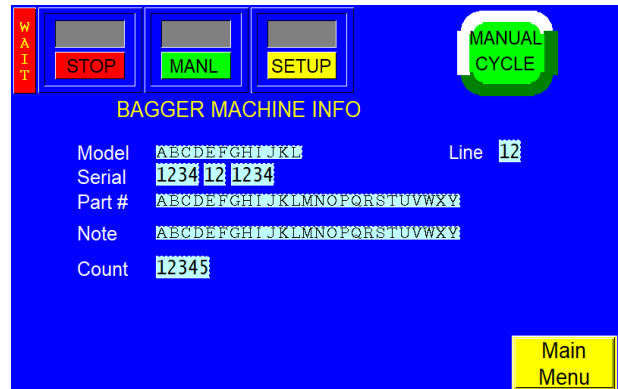 WAIT
STOP MANL SETUP
MANUAL
CYCLE
BAGGER MACHINE INFO
Model ABCDEFGHIJKL Line 12
Serial 1234 12 1234
Part # ABCDEFGHIJKLMNOPQRSTUVWXY
Note ABCDEFGHIJKLMNOPQRSTUVWXY
Count 12345
Main
Menu